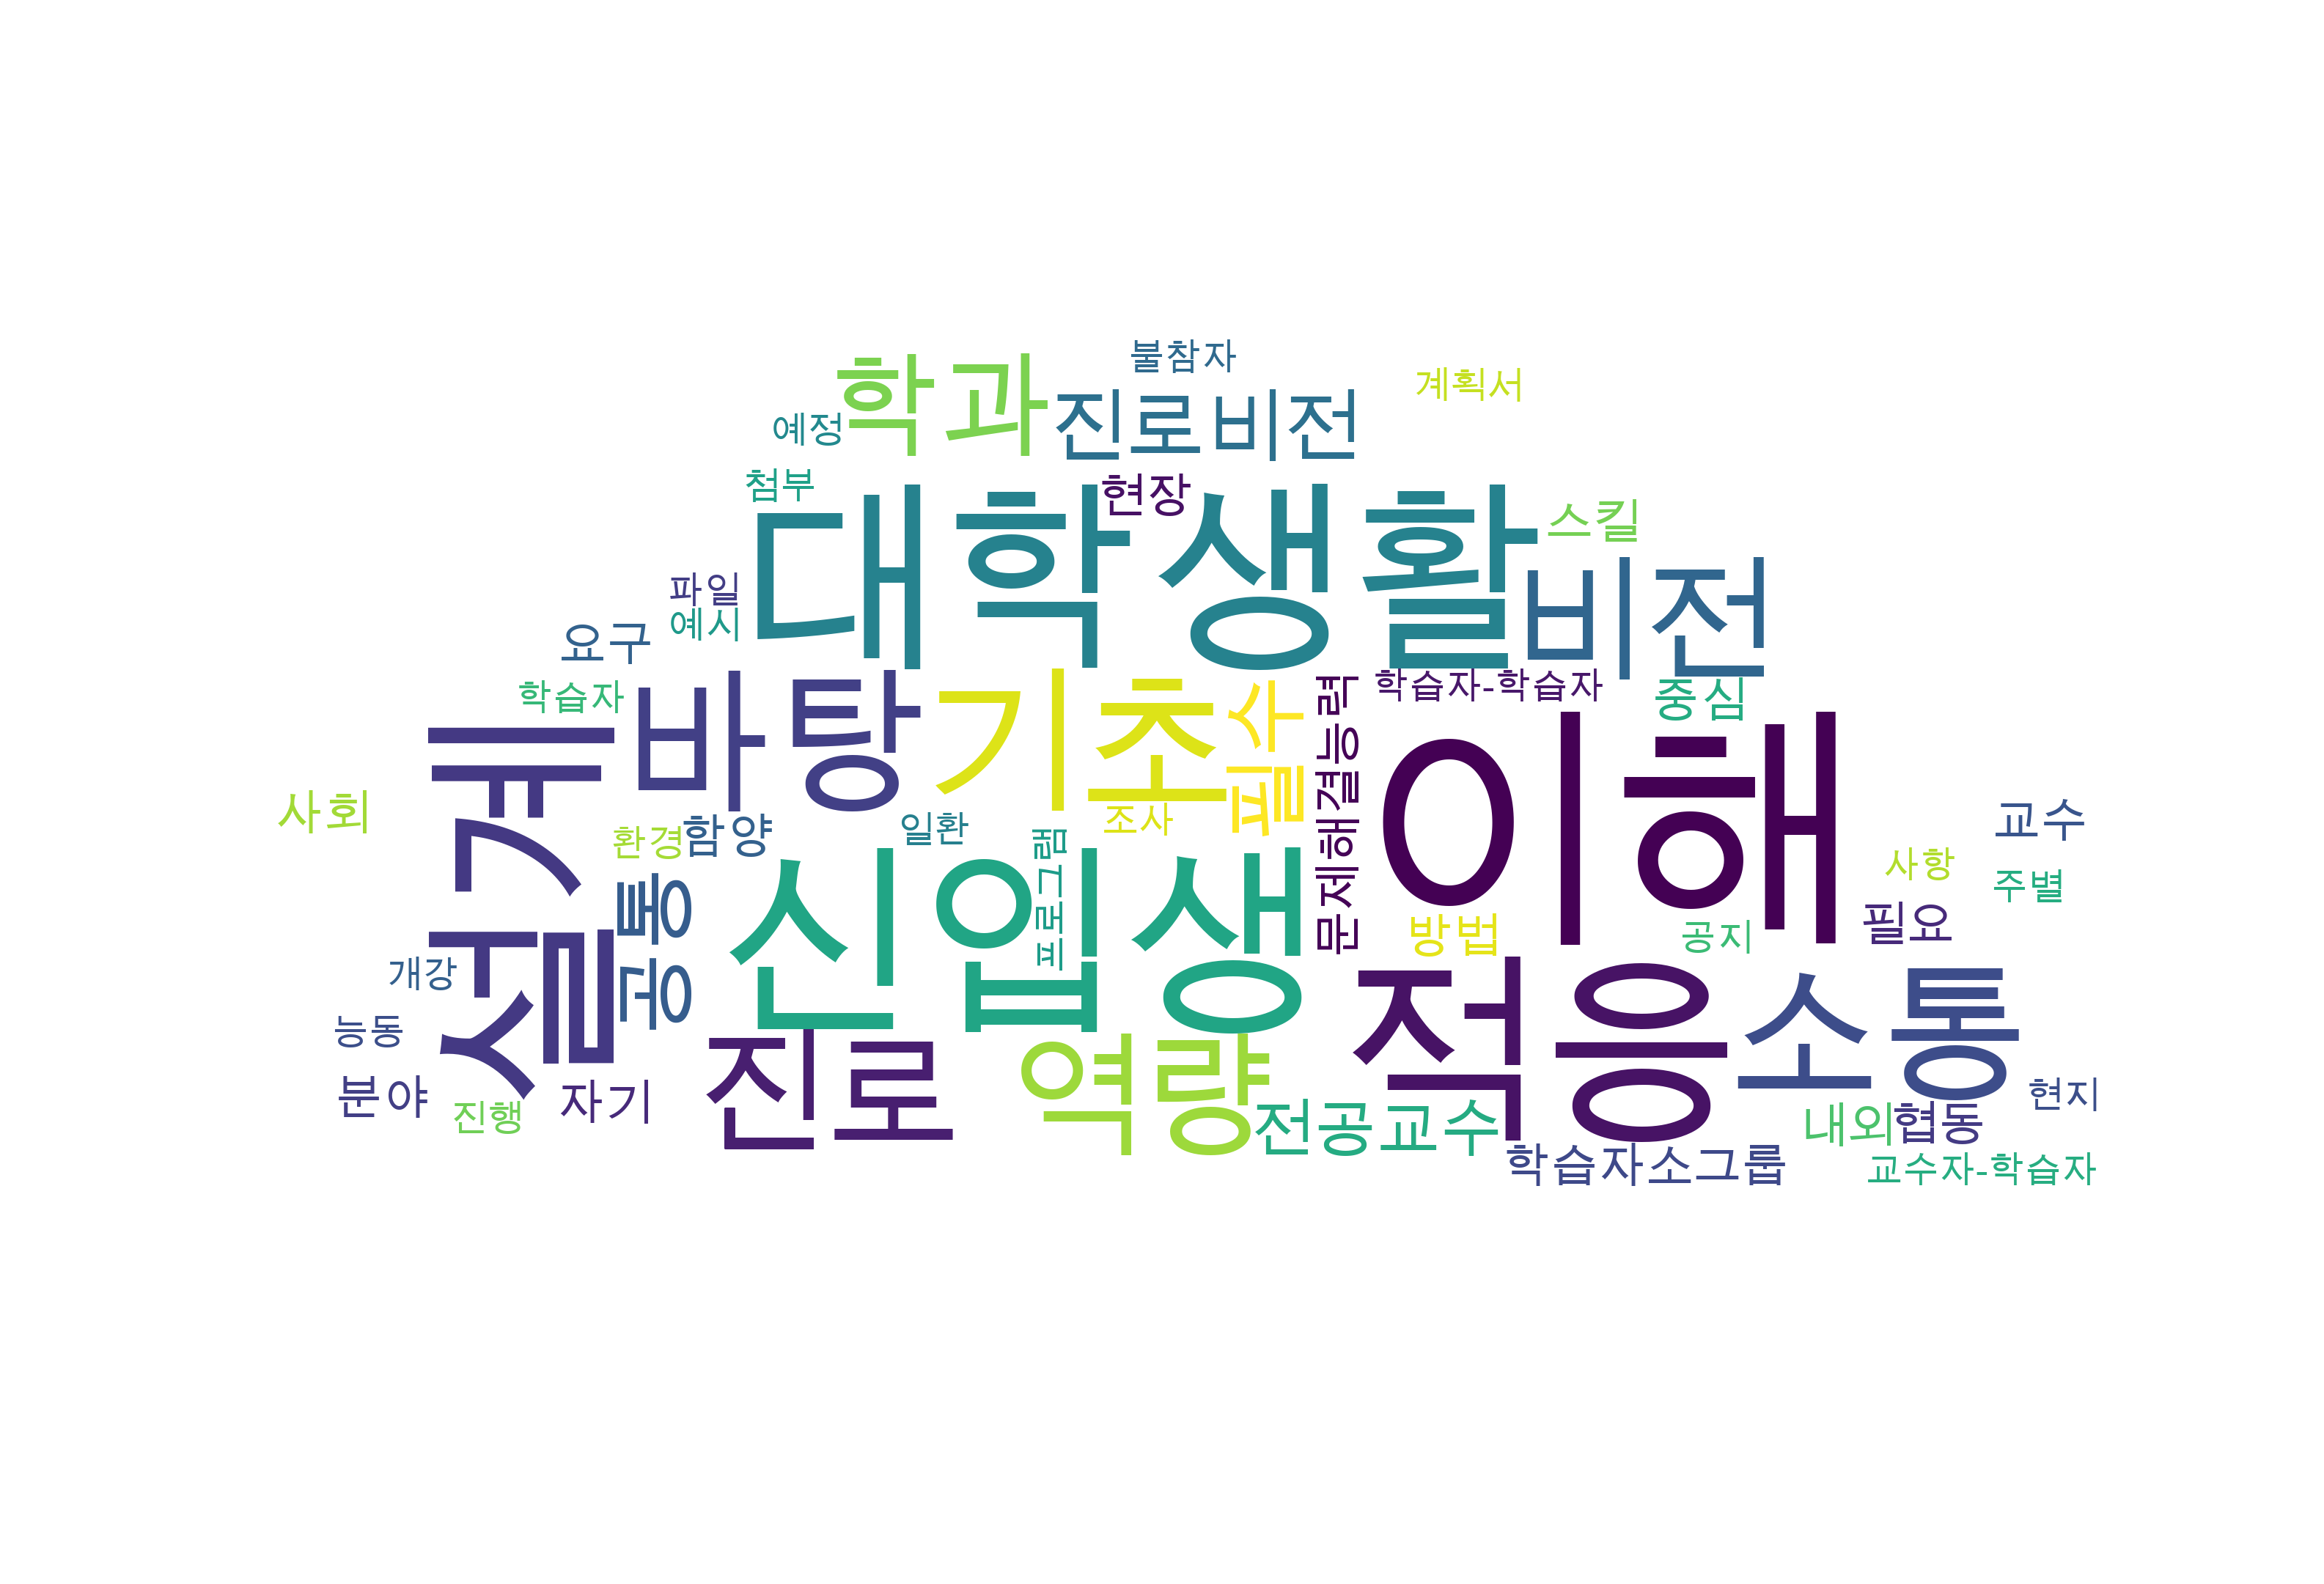 불참자
학과
계획서
진로비전
예정
첨부
현장
대학생활
스킬
비전
파일
예시
요구
학습자-학습자
학습자
중심
바탕
기초
필수
문제해결능력
이해
설계
사회
조사
교수
일환
함양
환경
프로그램
사항
주별
신입생
공통
필요
방법
공지
개강
적응
소통
능동
진로
역량
분야
자기
현지
진행
전공교수
내외
협동
학습자소그룹
교수자-학습자